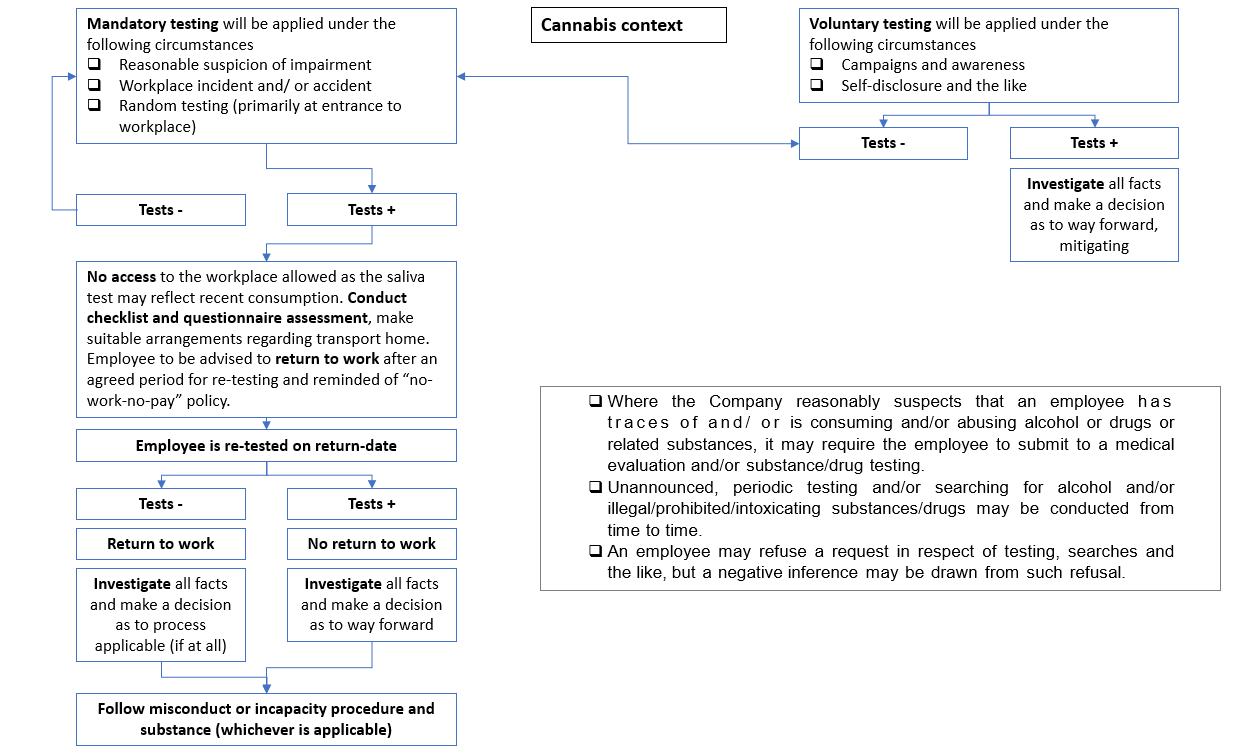 Mandatory testing will be applied under the
following circumstances
❑ Reasonable suspicion of impairment
❑ Workplace incident and/ or accident
❑ Random testing (primarily at entrance to
workplace)
Cannabis context
Voluntary testing will be applied under the
following circumstances
❑ Campaigns and awareness
❑ Self-disclosure and the like
Tests -
Tests +
Investigate all facts
and make a decision
as to way forward,
mitigating
Tests -
Tests +
No access to the workplace allowed as the saliva
test may reflect recent consumption. Conduct
checklist and questionnaire assessment, make
suitable arrangements regarding transport home.
Employee to be advised to return to work after an
agreed period for re-testing and reminded of “no-
work-no-pay” policy.
Employee is re-tested on return-date
Tests -
Tests +
Return to work
No return to work
Investigate all facts
and make a decision
as to process
applicable (if at all)
Investigate all facts
and make a decision
as to way forward
Follow misconduct or incapacity procedure and
substance (whichever is applicable)
❑ Where the Company reasonably suspects that an employee has
traces of and/ or is consuming and/or abusing alcohol or drugs or
related substances, it may require the employee to submit to a medical
evaluation and/or substance/drug testing.
❑ Unannounced, periodic testing and/or searching for alcohol and/or
illegal/prohibited/intoxicating substances/drugs may be conducted from
time to time.
❑ An employee may refuse a request in respect of testing, searches and
the like, but a negative inference may be drawn from such refusal.